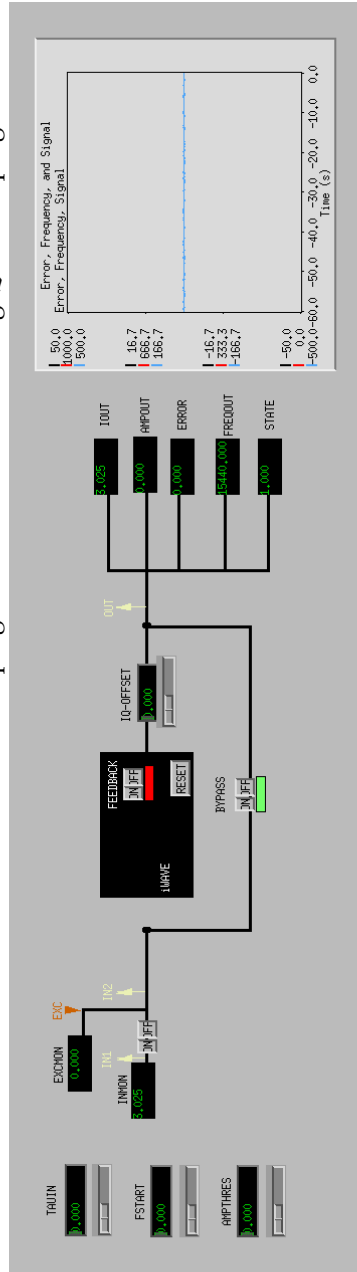 TAUIN
0.000
FSTART
0.000
AMPTHRES
0.000
EXCMON
0.000
EXC
INMON
3.025
IN1
ON OFF
IN2
iWAVE
FEEDBACK
ON OFF
RESET
BYPASS
ON OFF
IQ-OFFSET
0.000
OUT
3.025
IOUT
0.000
AMPOUT
0.000
ERROR
15440.000
FREQOUT
1.000
STATE
Error, Frequency, and Signal
Error, Frequency, Signal
50.0
1000.0
500.0
16.7
666.7
166.7
-16.7
333.3
-166.7
-50.0
0.0
-500.0
-60.0 -50.0 -40.0 -30.0 -20.0 -10.0 0.0
Time (s)